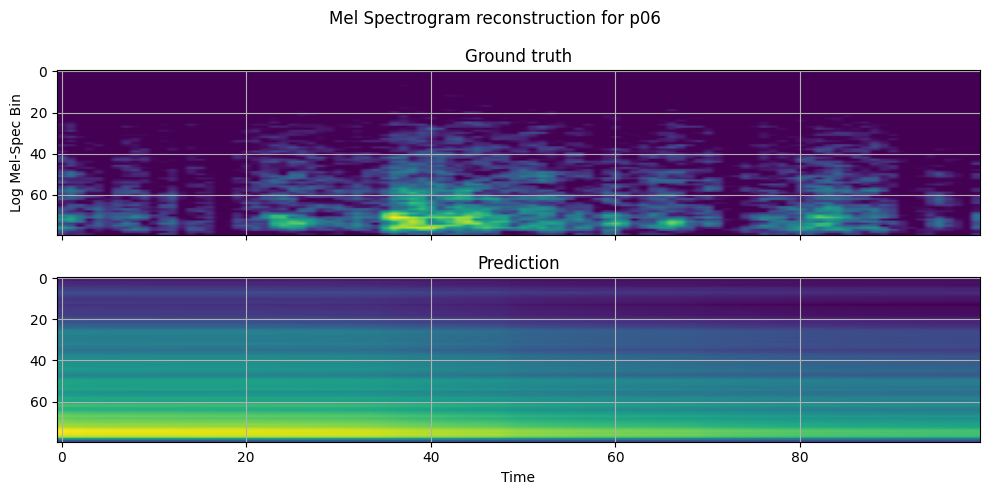 Mel Spectrogram reconstruction for p06
Ground truth
0
20
40
60
Log Mel-Spec Bin
Prediction
0
20
40
60
0 20 40 60 80
Time